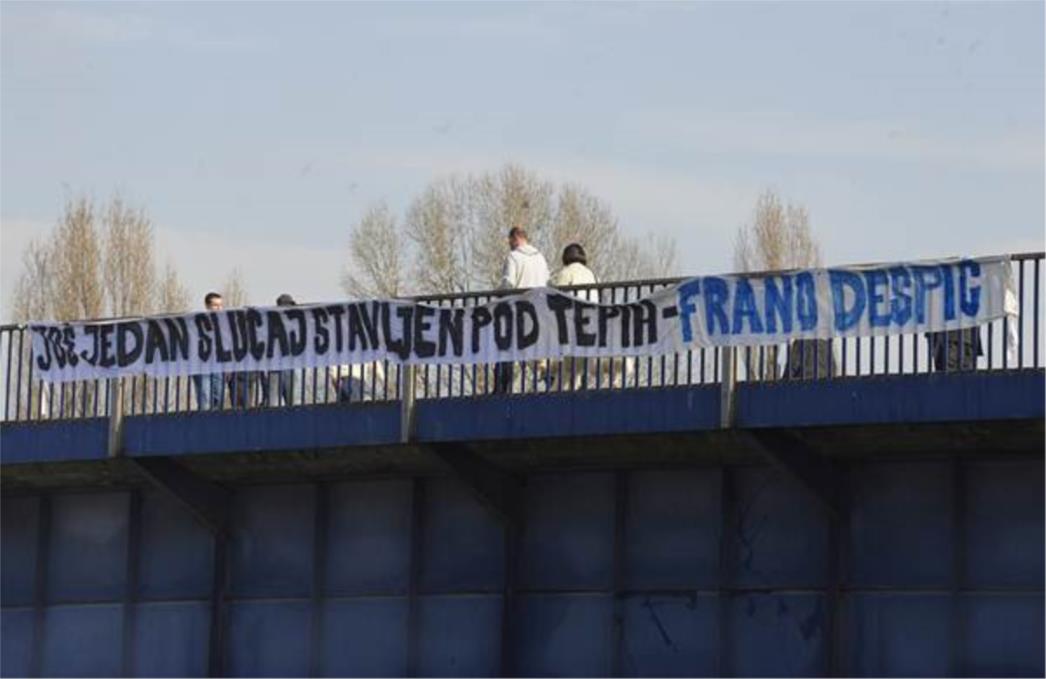 JOŠ JEDAN SLUČAJ STAVLJEN POD TEPIH-FRANO DESPIĆ